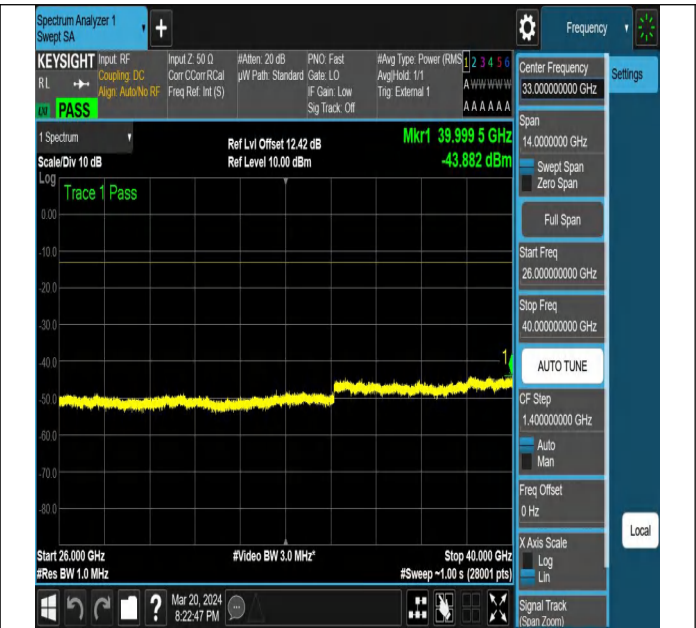 Spectrum Analyzer 1
Swept SA
+
Frequency
KEYSIGHT
RL
PASS
Input: RF
Coupling: DC
Align: Auto/No RF
Input Z: 50 Ω
Corr CCorr RCal
Freq Ref: Int (S)
#Atten: 20 dB
µW Path: Standard
PNO: Fast
Gate: LO
IF Gain: Low
Sig Track: Off
#Avg Type: Power (RMS
Avg|Hold: 1/1
Trig: External 1
1 2 3 4 5 6
A W W W W W
A A A A A A
1 Spectrum
Scale/Div 10 dB
Ref Lvl Offset 12.42 dB
Ref Level 10.00 dBm
Mkr1 39.999 5 GHz
-43.882 dBm
Log
Trace 1 Pass
0.00
-10.0
-20.0
-30.0
-40.0
-50.0
-60.0
-70.0
-80.0
1
Start 26.000 GHz
#Res BW 1.0 MHz
#Video BW 3.0 MHz*
Stop 40.000 GHz
#Sweep ~1.00 s (28001 pts)
?
Mar 20, 2024
8:22:47 PM
Center Frequency
33.000000000 GHz
Span
14.0000000 GHz
Swept Span
Zero Span
Full Span
Start Freq
26.000000000 GHz
Stop Freq
40.000000000 GHz
AUTO TUNE
CF Step
1.400000000 GHz
Auto
Man
Freq Offset
0 Hz
X Axis Scale
Log
Lin
Signal Track
(Span Zoom)
Settings
Local